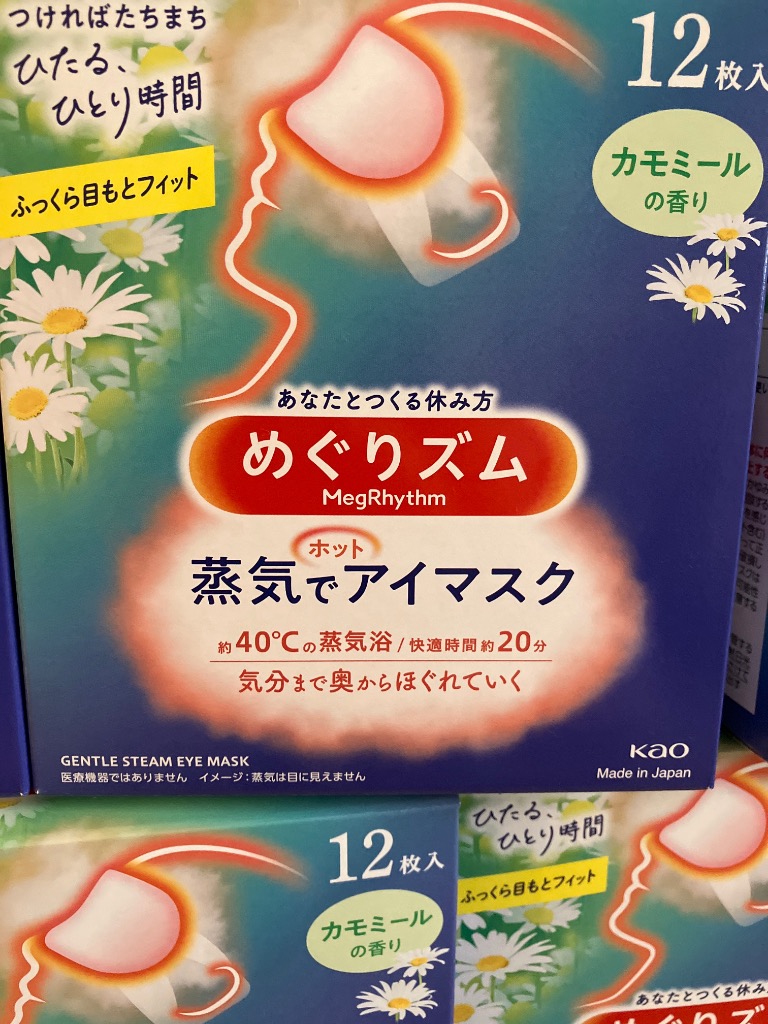 つければたちまち
ひたる、
ひとり時間
ふっくら目もとフィット
12枚入
カモミール
の香り
あなたとつくる休み方
めぐりズム
MegRhythm
ホット
蒸気でアイマスク
約40℃の蒸気浴/快適時間約20分
気分まで奥からほぐれていく
GENTLE STEAM EYE MASK
医療機器ではありません イメージ:蒸気は目に見えません
Kao
Made in Japan
12枚入
カモミール
の香り
ひたる、
ひとり時間
ふっくら目もとフィット
あなたとつくる休み方
めぐりズ